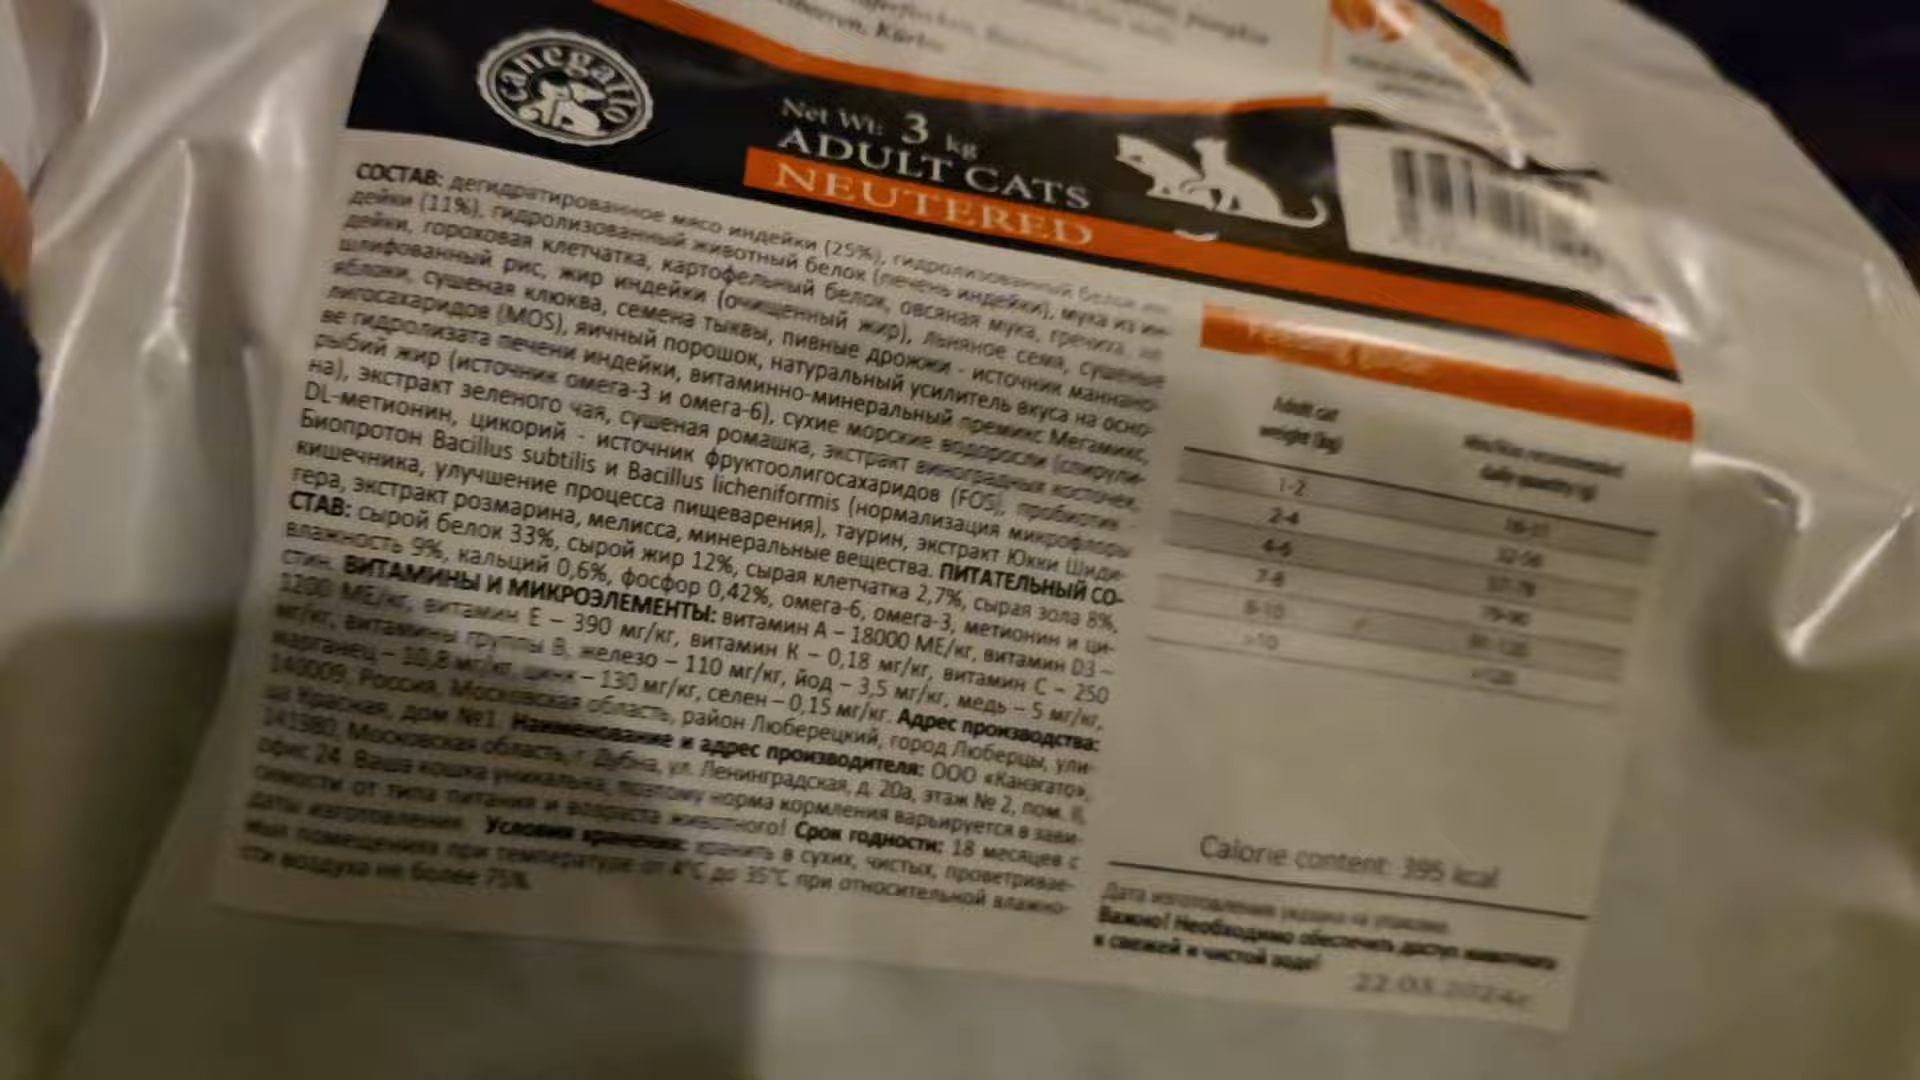 canegatto
Net Wt: 3 kg
ADULT CATS
NEUTERED
СОСТАВ: дегидратированное мясо индейки (25%), гидролизованный белок ин-
дейки (11%), гидролизованный животный белок (печень индейки), мука из ин-
дейки, гороховая клетчатка, картофельный белок, овсяная мука, гречиха,
шлифованный рис, жир индейки (очищенный жир), льняное семя, сушеные
яблоки, сушеная клюква, семена тыквы, пивные дрожжи - источник маннано-
лигосахаридов (MOS), яичный порошок, натуральный усилитель вкуса на осно-
ве гидролизата печени индейки, витаминно-минеральный премикс Мегамикс,
рыбий жир (источник омега-3 и омега-6), сухие морские водоросли (спирули-
на), экстракт зеленого чая, сушеная ромашка, экстракт виноградных косточек,
DL-метионин, цикорий - источник фруктоолигосахаридов (FOS), пробиотик -
Биопротон Bacillus subtilis и Bacillus licheniformis (нормализация микрофлоры
кишечника, улучшение процесса пищеварения), таурин, экстракт Юкки Шиди-
гера, экстракт розмарина, мелисса, минеральные вещества. ПИТАТЕЛЬНЫЙ СО-
СТАВ: сырой белок 33%, сырой жир 12%, сырая клетчатка 2,7%, сырая зола 8%,
влажность 9%, кальций 0,6%, фосфор 0,42%, омега-6, омега-3, метионин и ци-
стин. ВИТАМИНЫ И МИКРОЭЛЕМЕНТЫ: витамин А – 18000 МЕ/кг, витамин D3 –
1200 МЕ/кг, витамин Е – 390 мг/кг, витамин К – 0,18 мг/кг, витамин С – 250
мг/кг, витамины группы В, железо – 110 мг/кг, йод – 3,5 мг/кг, медь – 5 мг/кг,
марганец – 10,8 мг/кг, цинк – 130 мг/кг, селен – 0,15 мг/кг. Адрес производства:
140009, Россия, Московская область, район Люберецкий, город Люберцы, ули-
ца Красная, дом №1. Наименование и адрес производителя: ООО «Канэгато»,
141980, Московская область, г. Дубна, ул. Ленинградская, д. 20а, этаж № 2, пом. II,
офис 24. Ваша кошка уникальна, поэтому норма кормления варьируется в зави-
симости от типа питания и возраста животного! Срок годности: 18 месяцев с
даты изготовления. Условия хранения: хранить в сухих, чистых, проветривае-
мых помещениях при температуре от 4°С до 35°С при относительной влажно-
сти воздуха не более 75%.
Feeding guide
Adult cat
weight (kg)
recommended
daily quantity (g)
1-2
2-4 32-56
4-6 57-78
7-8 79-90
8-10
>10
Calorie content: 395 kcal
Дата изготовления указана на упаковке.
Важно! Необходимо обеспечить доступ животного
к свежей и чистой воде!
22.03.2024г